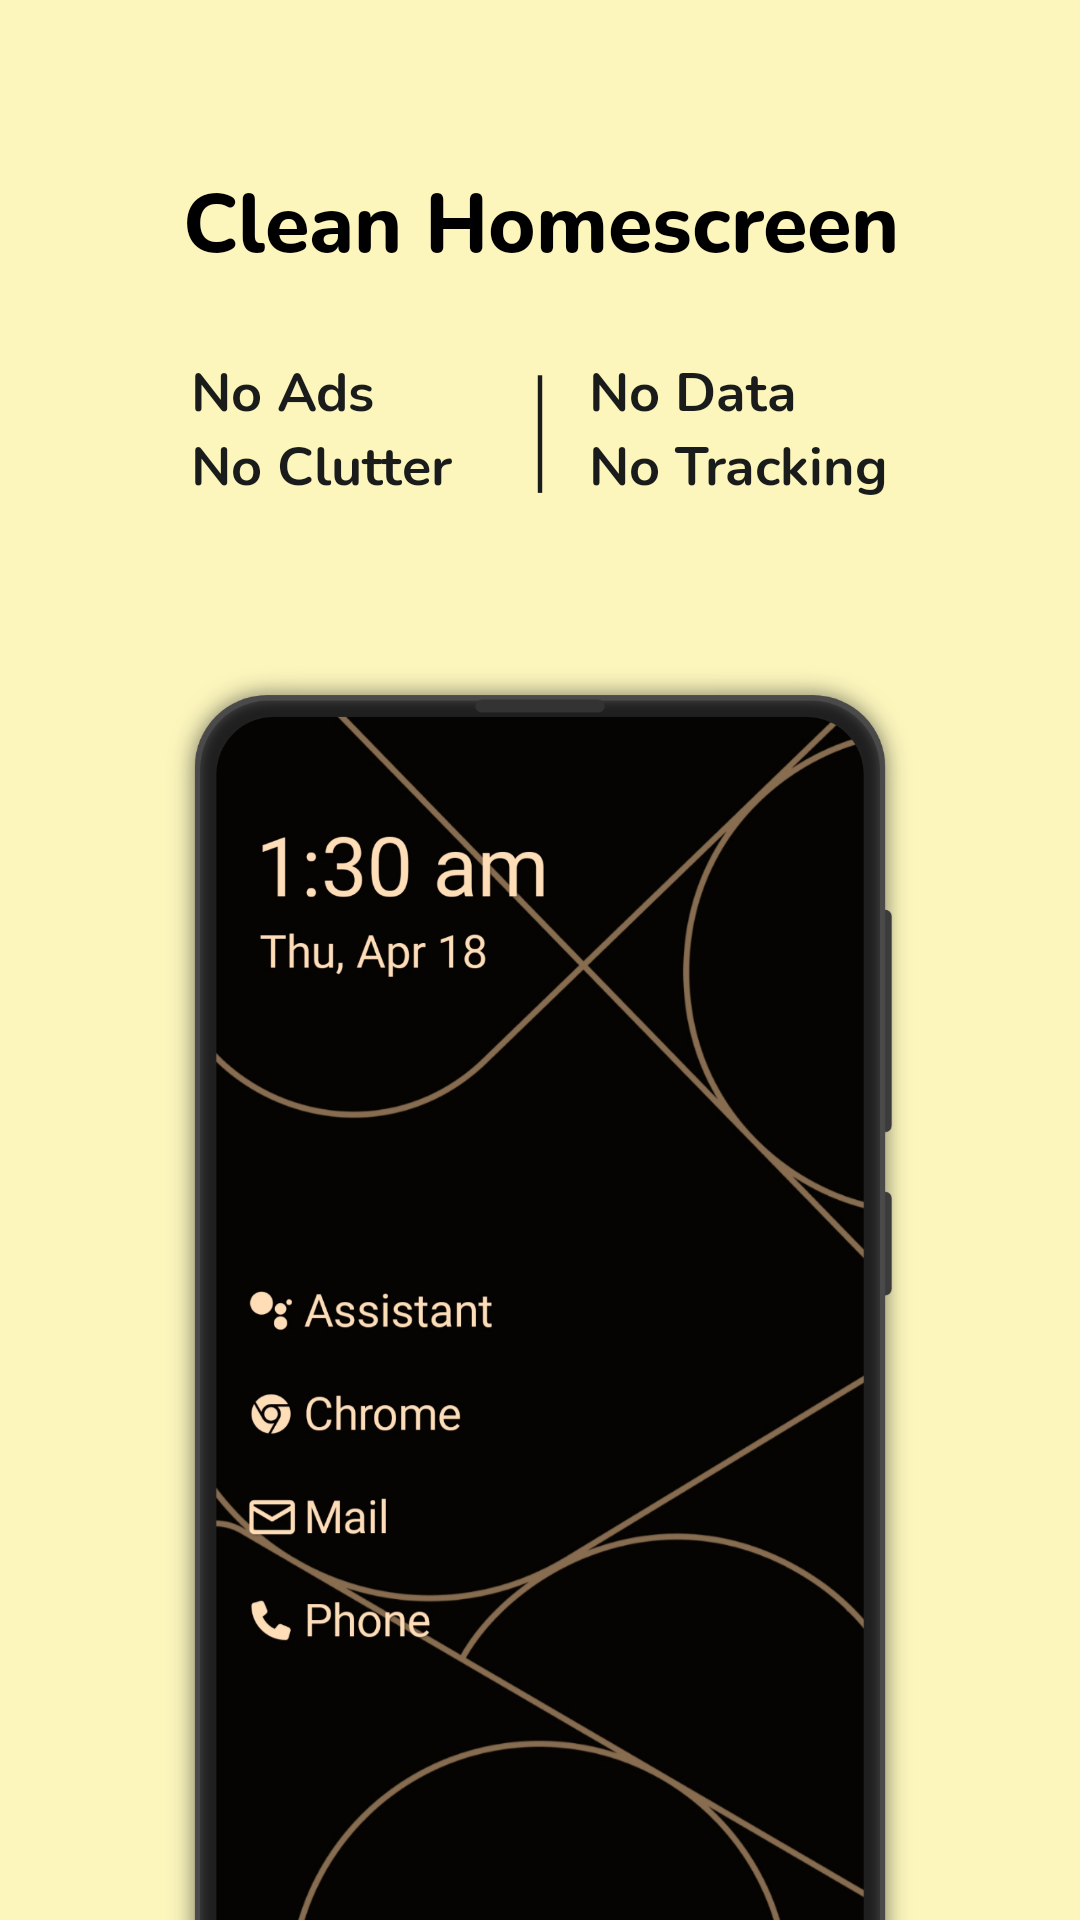 Clean Homescreen
No Ads
No Clutter
No Data
No Tracking
1:30 am
Thu, Apr 18
Assistant
Chrome
Mail
Phone